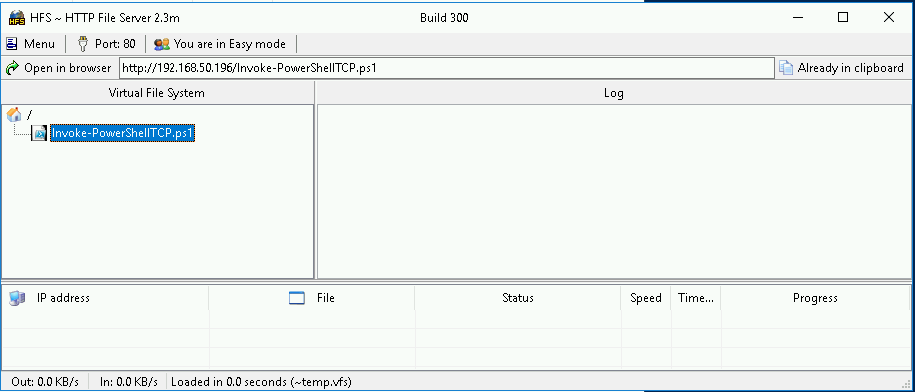 HFS ~ HTTP File Server 2.3m Build 300
Menu Port: 80 You are in Easy mode
Open in browser http://192.168.50.196/Invoke-PowerShellTCP.ps1 Already in clipboard
Virtual File System Log
/
Invoke-PowerShellTCP.ps1
IP address File Status Speed Time... Progress
Out: 0.0 KB/s In: 0.0 KB/s Loaded in 0.0 seconds (~temp.vfs)